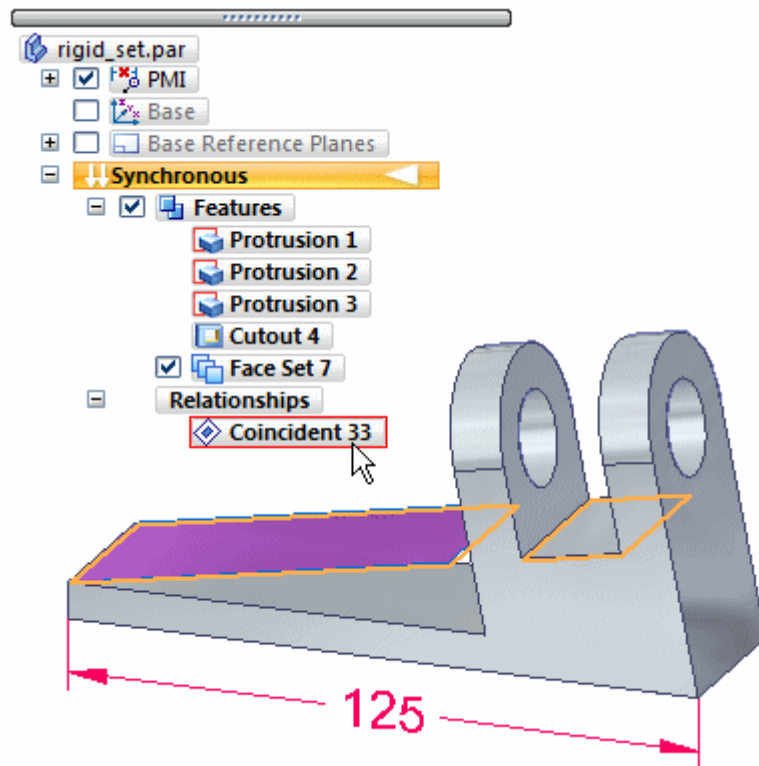 rigid_set.par
PMI
Base
Base Reference Planes
Synchronous
Features
Protrusion 1
Protrusion 2
Protrusion 3
Cutout 4
Face Set 7
Relationships
Coincident 33
125